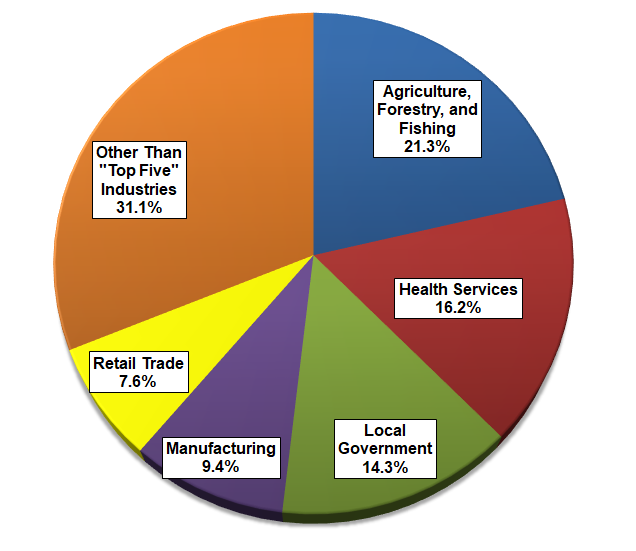 Agriculture,
Forestry, and
Fishing
21.3%
Health Services
16.2%
Local
Government
14.3%
Manufacturing
9.4%
Retail Trade
7.6%
Other Than
"Top Five"
Industries
31.1%